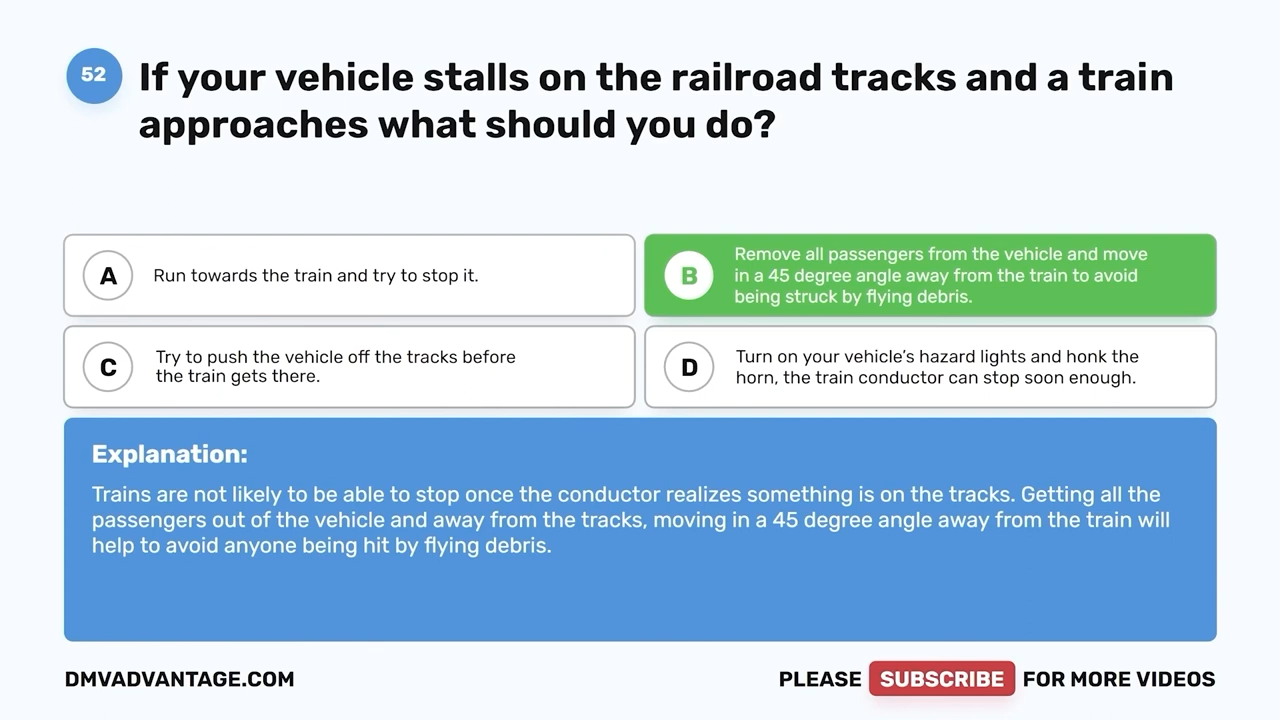 52
If your vehicle stalls on the railroad tracks and a train
approaches what should you do?
A
Run towards the train and try to stop it.
B
Remove all passengers from the vehicle and move
in a 45 degree angle away from the train to avoid
being struck by flying debris.
C
Try to push the vehicle off the tracks before
the train gets there.
D
Turn on your vehicle’s hazard lights and honk the
horn, the train conductor can stop soon enough.
Explanation:
Trains are not likely to be able to stop once the conductor realizes something is on the tracks. Getting all the
passengers out of the vehicle and away from the tracks, moving in a 45 degree angle away from the train will
help to avoid anyone being hit by flying debris.
DMVADVANTAGE.COM
PLEASE SUBSCRIBE FOR MORE VIDEOS